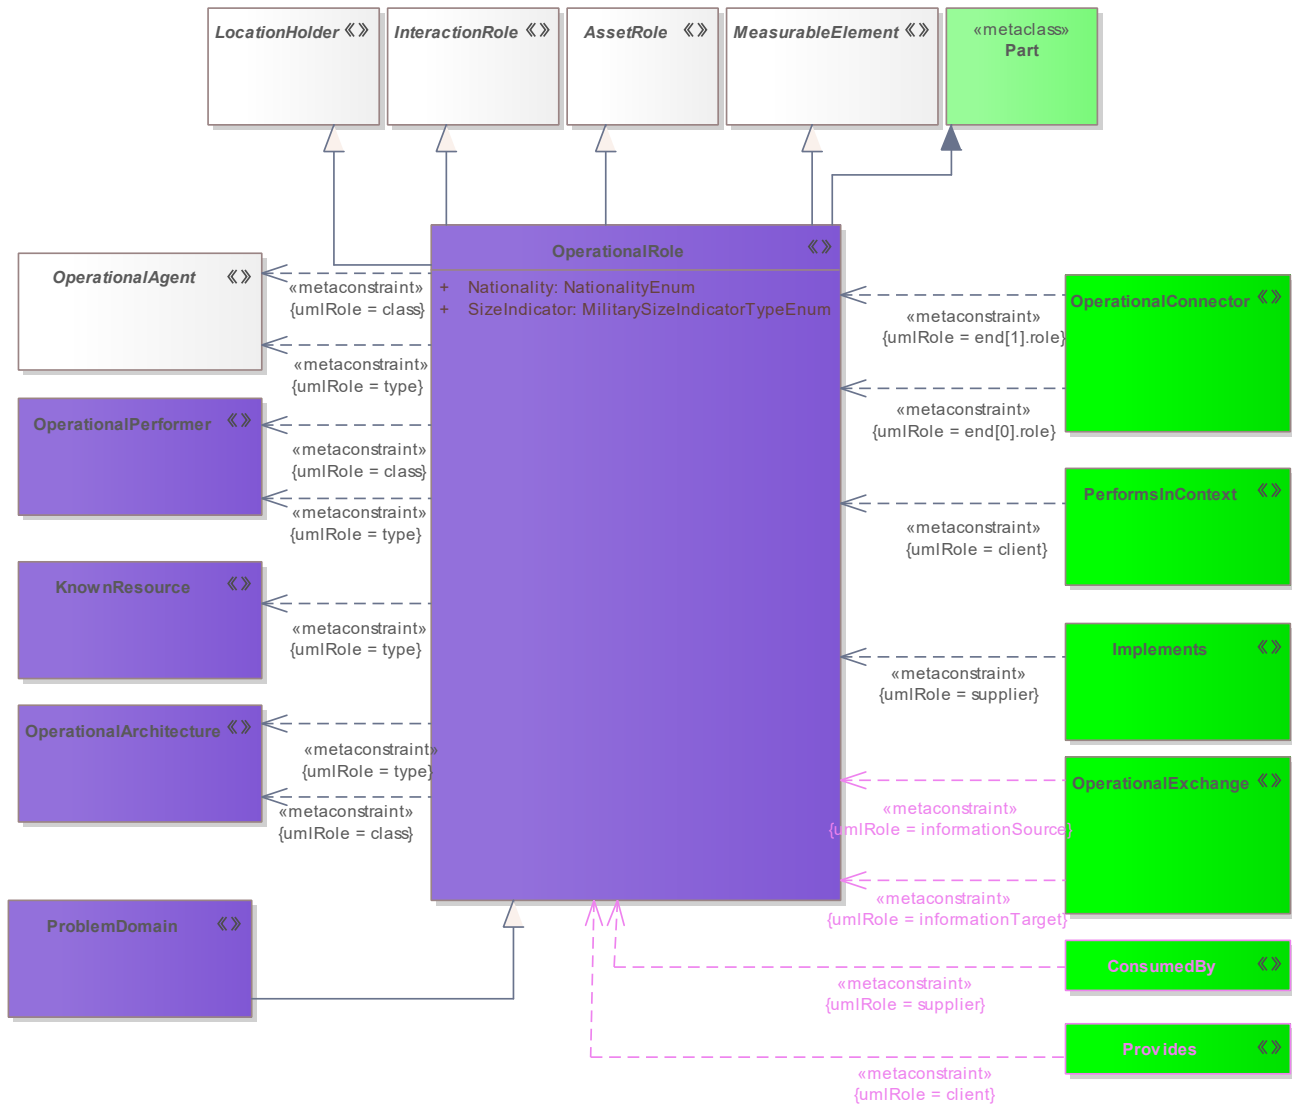 LocationHolder «»
InteractionRole «»
AssetRole «»
MeasurableElement «»
«metaclass»
Part
OperationalRole «»
+ Nationality: NationalityEnum
+ SizeIndicator: MilitarySizeIndicatorTypeEnum
OperationalAgent «»
«metaconstraint»
{umlRole = class}
«metaconstraint»
{umlRole = type}
OperationalPerformer «»
«metaconstraint»
{umlRole = class}
«metaconstraint»
{umlRole = type}
KnownResource «»
«metaconstraint»
{umlRole = type}
OperationalArchitecture «»
«metaconstraint»
{umlRole = type}
«metaconstraint»
{umlRole = class}
ProblemDomain «»
OperationalConnector «»
«metaconstraint»
{umlRole = end[1].role}
«metaconstraint»
{umlRole = end[0].role}
PerformsInContext «»
«metaconstraint»
{umlRole = client}
Implements «»
«metaconstraint»
{umlRole = supplier}
OperationalExchange «»
«metaconstraint»
{umlRole = informationSource}
«metaconstraint»
{umlRole = informationTarget}
ConsumedBy «»
«metaconstraint»
{umlRole = supplier}
Provides «»
«metaconstraint»
{umlRole = client}